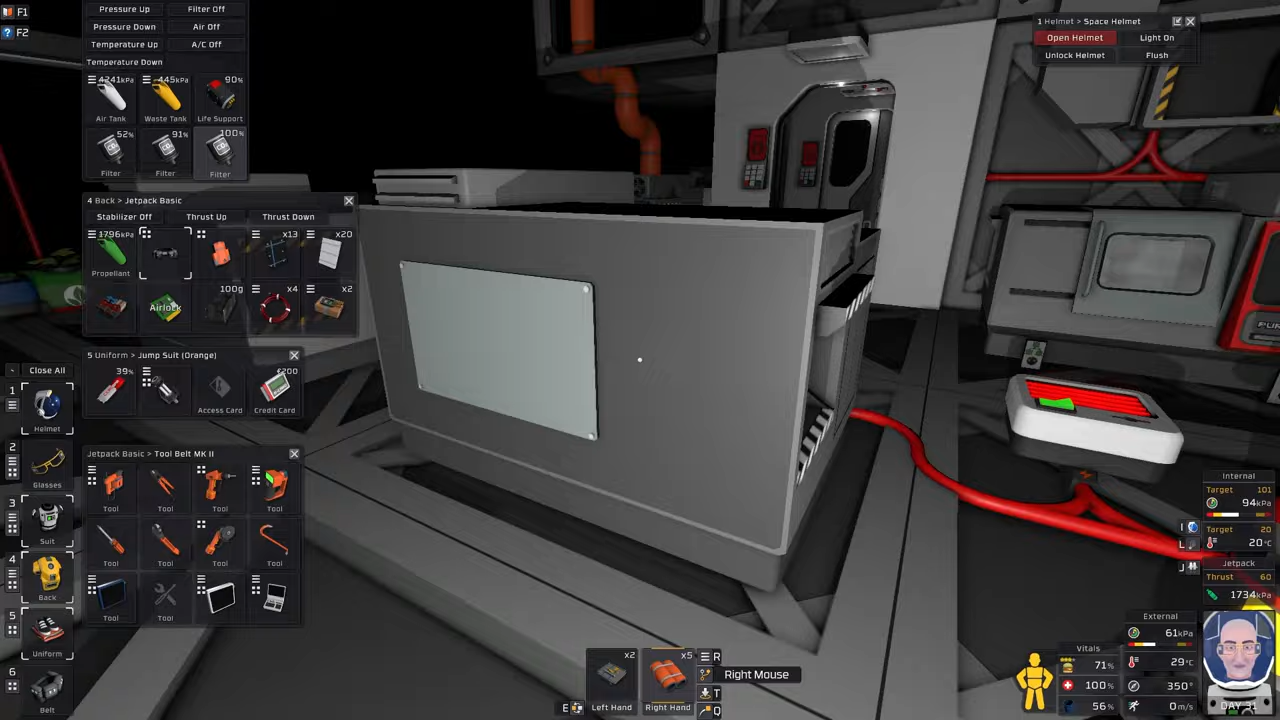 F1
F2
Pressure Up
Filter Off
Pressure Down
Air Off
Temperature Up
A/C Off
Temperature Down
4241kPa
445kPa
90%
Air Tank
Waste Tank
Life Support
52%
91%
100%
Filter
Filter
Filter
4 Back > Jetpack Basic
Stabilizer Off
Thrust Up
Thrust Down
1796kPa
x13
x20
Propellant
Airlock
100g
x4
x2
5 Uniform > Jump Suit (Orange)
39%
€200
Access Card
Credit Card
Close All
1
Helmet
2
Glasses
3
Suit
4
Back
5
Uniform
6
Belt
Jetpack Basic > Tool Belt MK II
Tool
Tool
Tool
Tool
Tool
Tool
Tool
Tool
Tool
Tool
1 Helmet > Space Helmet
Open Helmet
Light On
Unlock Helmet
Flush
x2
Left Hand
x5
Right Hand
R
T
Q
E
Right Mouse
Internal
Target 101
94kPa
Target 20
20°C
Jetpack
Thrust 60
1734kPa
I
L
J
External
61kPa
29°C
350°
0m/s
Vitals
71%
100%
56%
DAY 31